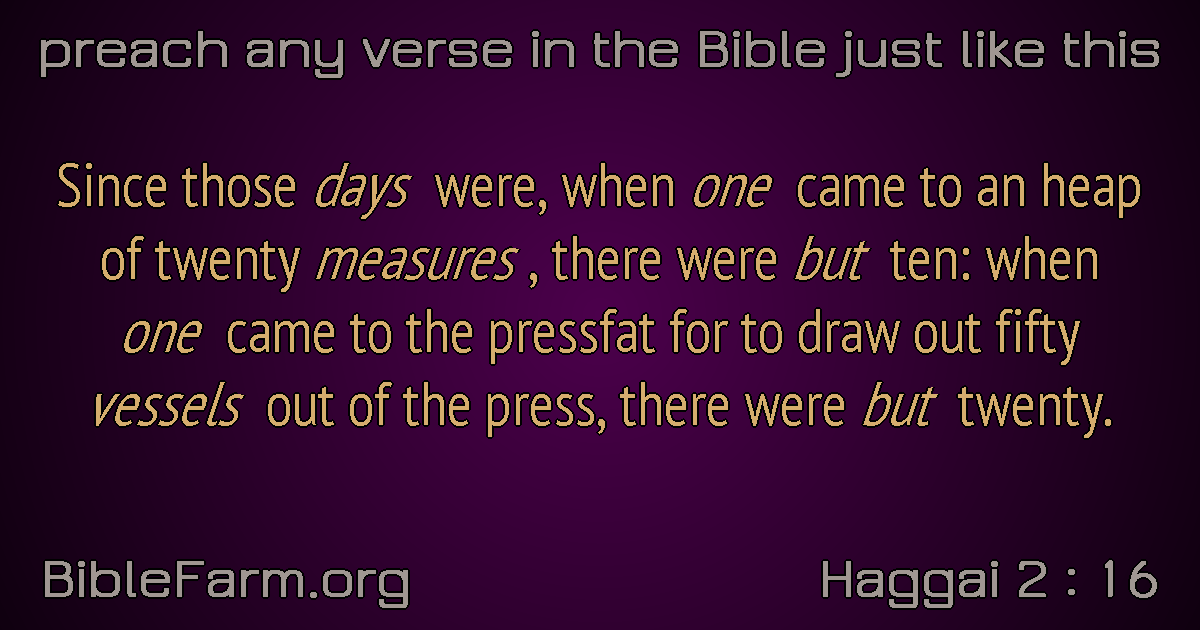 preach any verse in the Bible just like this
Since those days were, when one came to an heap
of twenty measures , there were but ten: when
one came to the pressfat for to draw out fifty
vessels out of the press, there were but twenty.
BibleFarm.org
Haggai 2 : 16